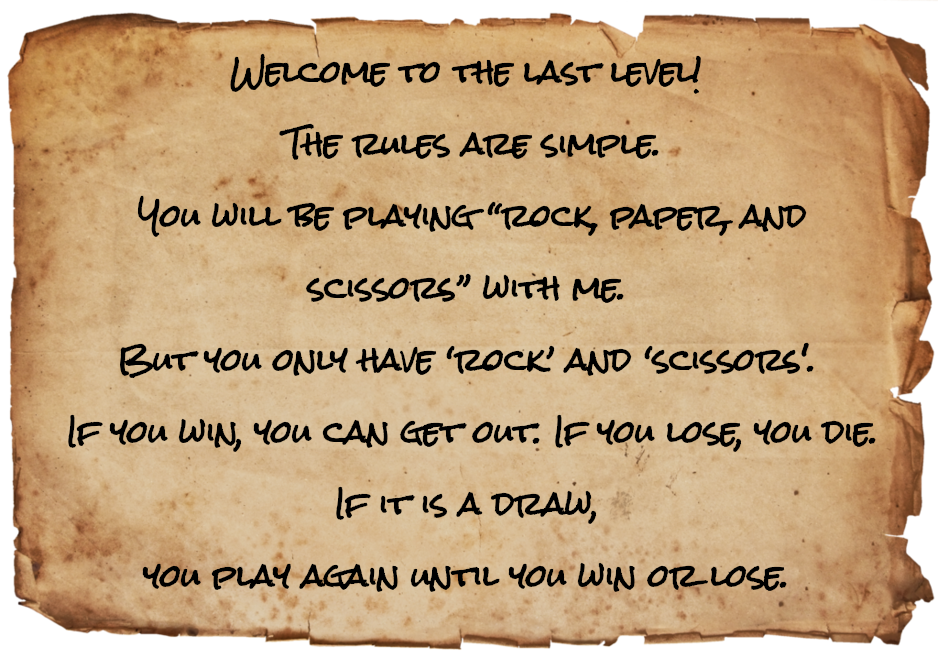 Welcome to the last level!
The rules are simple.
You will be playing “rock, paper, and
scissors” with me.
But you only have ‘rock’ and ‘scissors’.
If you win, you can get out. If you lose, you die.
If it is a draw,
you play again until you win or lose.